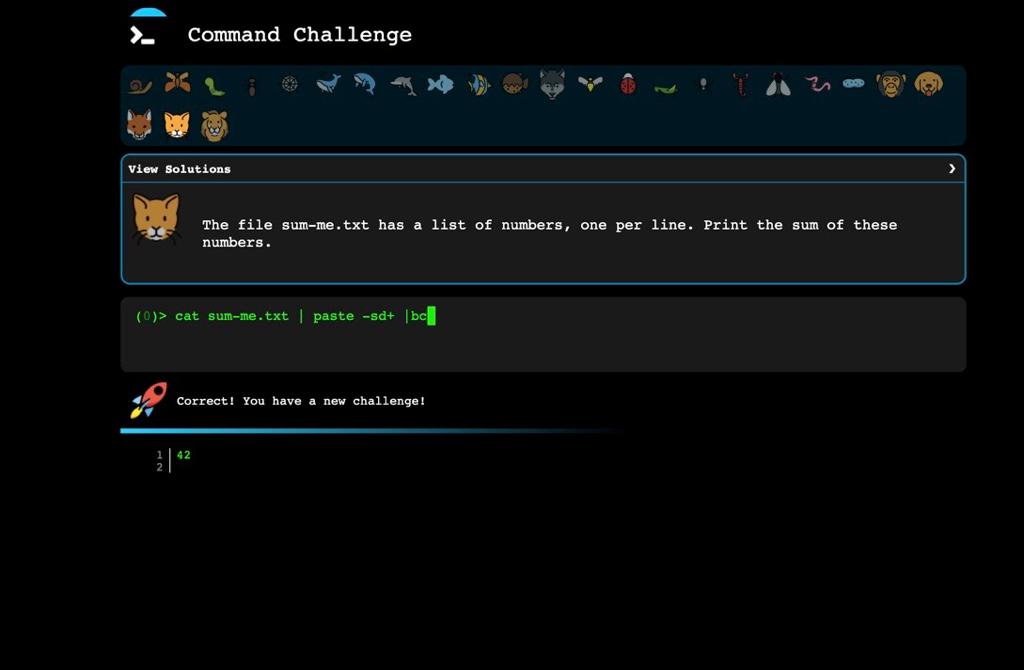 Command Challenge
View Solutions
The file sum-me.txt has a list of numbers, one per line. Print the sum of these
numbers.
(0)> cat sum-me.txt | paste -sd+ |bc
Correct! You have a new challenge!
1 42
2